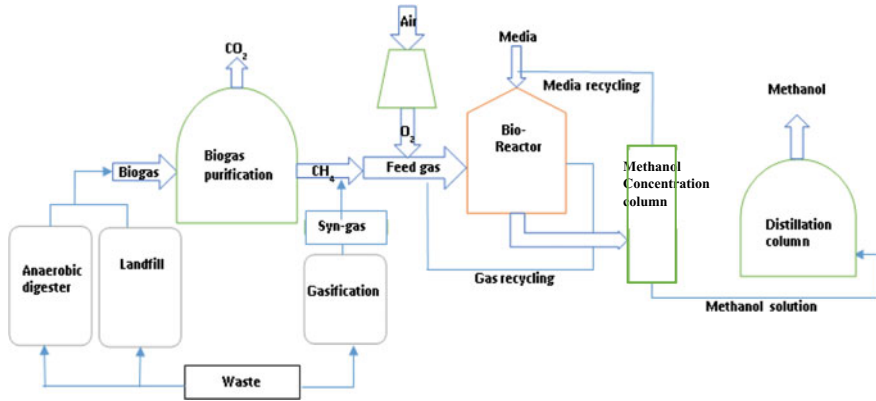 Air
CO2
Media
Media recycling
Methanol
O2
Bio-
Reactor
Biogas
purification
Biogas
CH4
Feed gas
Methanol
Concentration
column
Syn-gas
Distillation
column
Anaerobic
digester
Landfill
Gasification
Gas recycling
Methanol solution
Waste